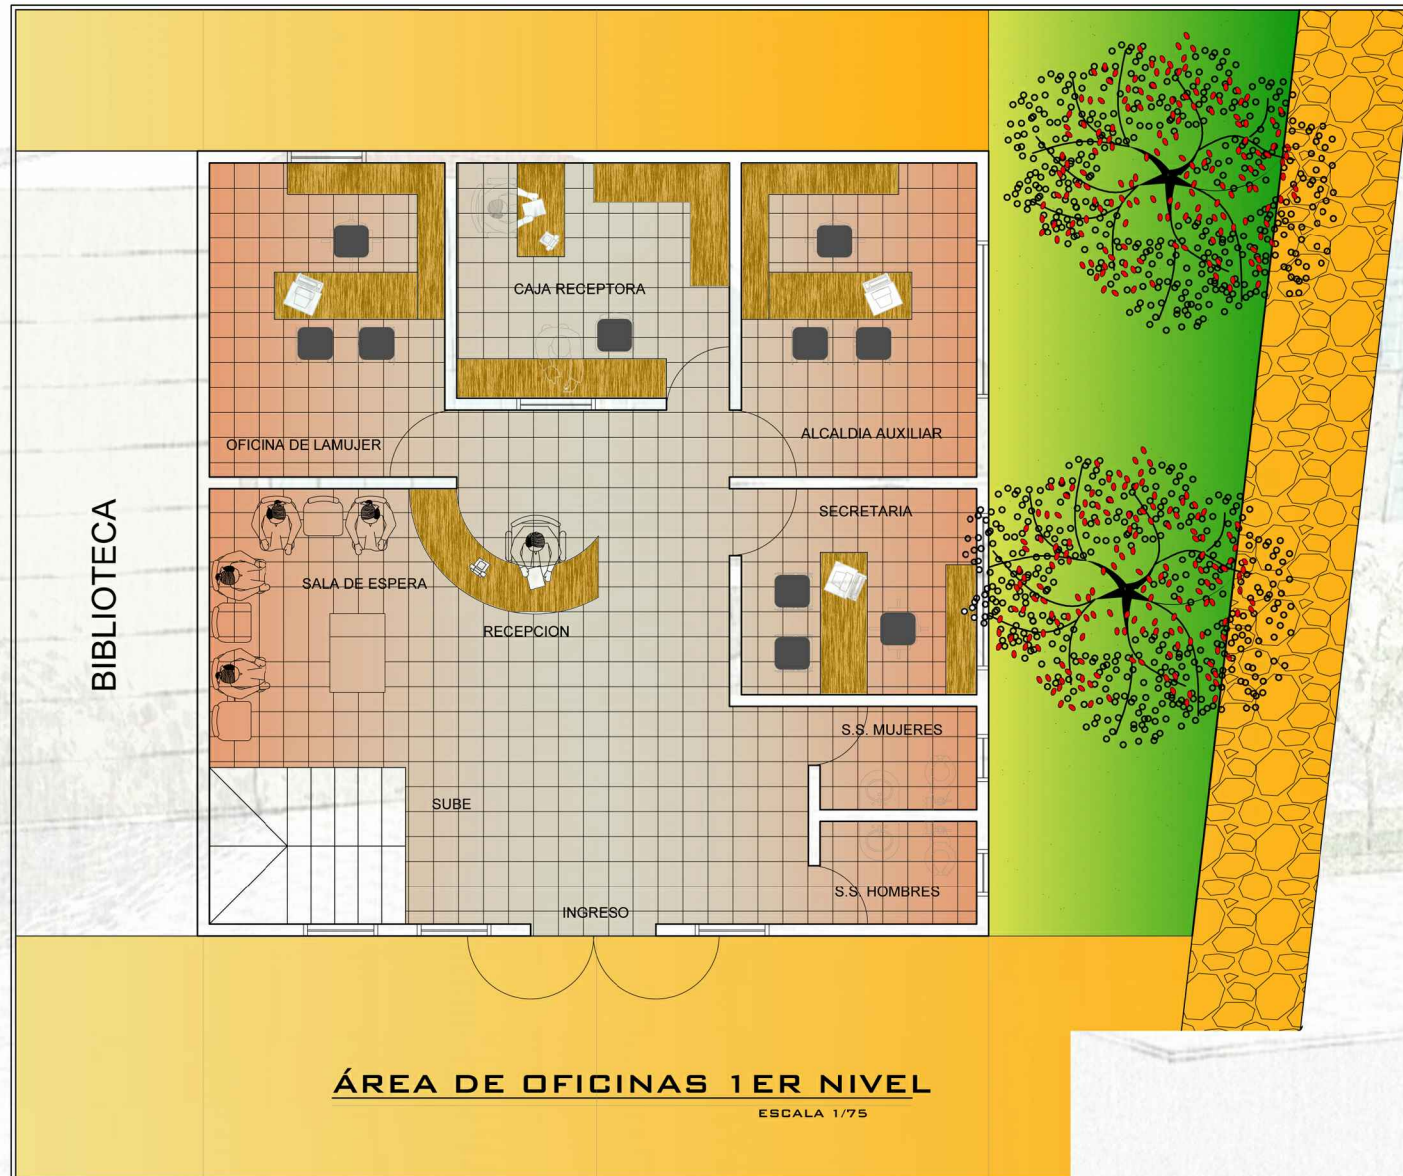 CAJA RECEPTORA
OFICINA DE LAMUJER
ALCALDIA AUXILIAR
SECRETARIA
BIBLIOTECA
SALA DE ESPERA
RECEPCION
S.S. MUJERES
SUBE
S.S. HOMBRES
INGRESO
ÁREA DE OFICINAS 1ER NIVEL
ESCALA 1/75